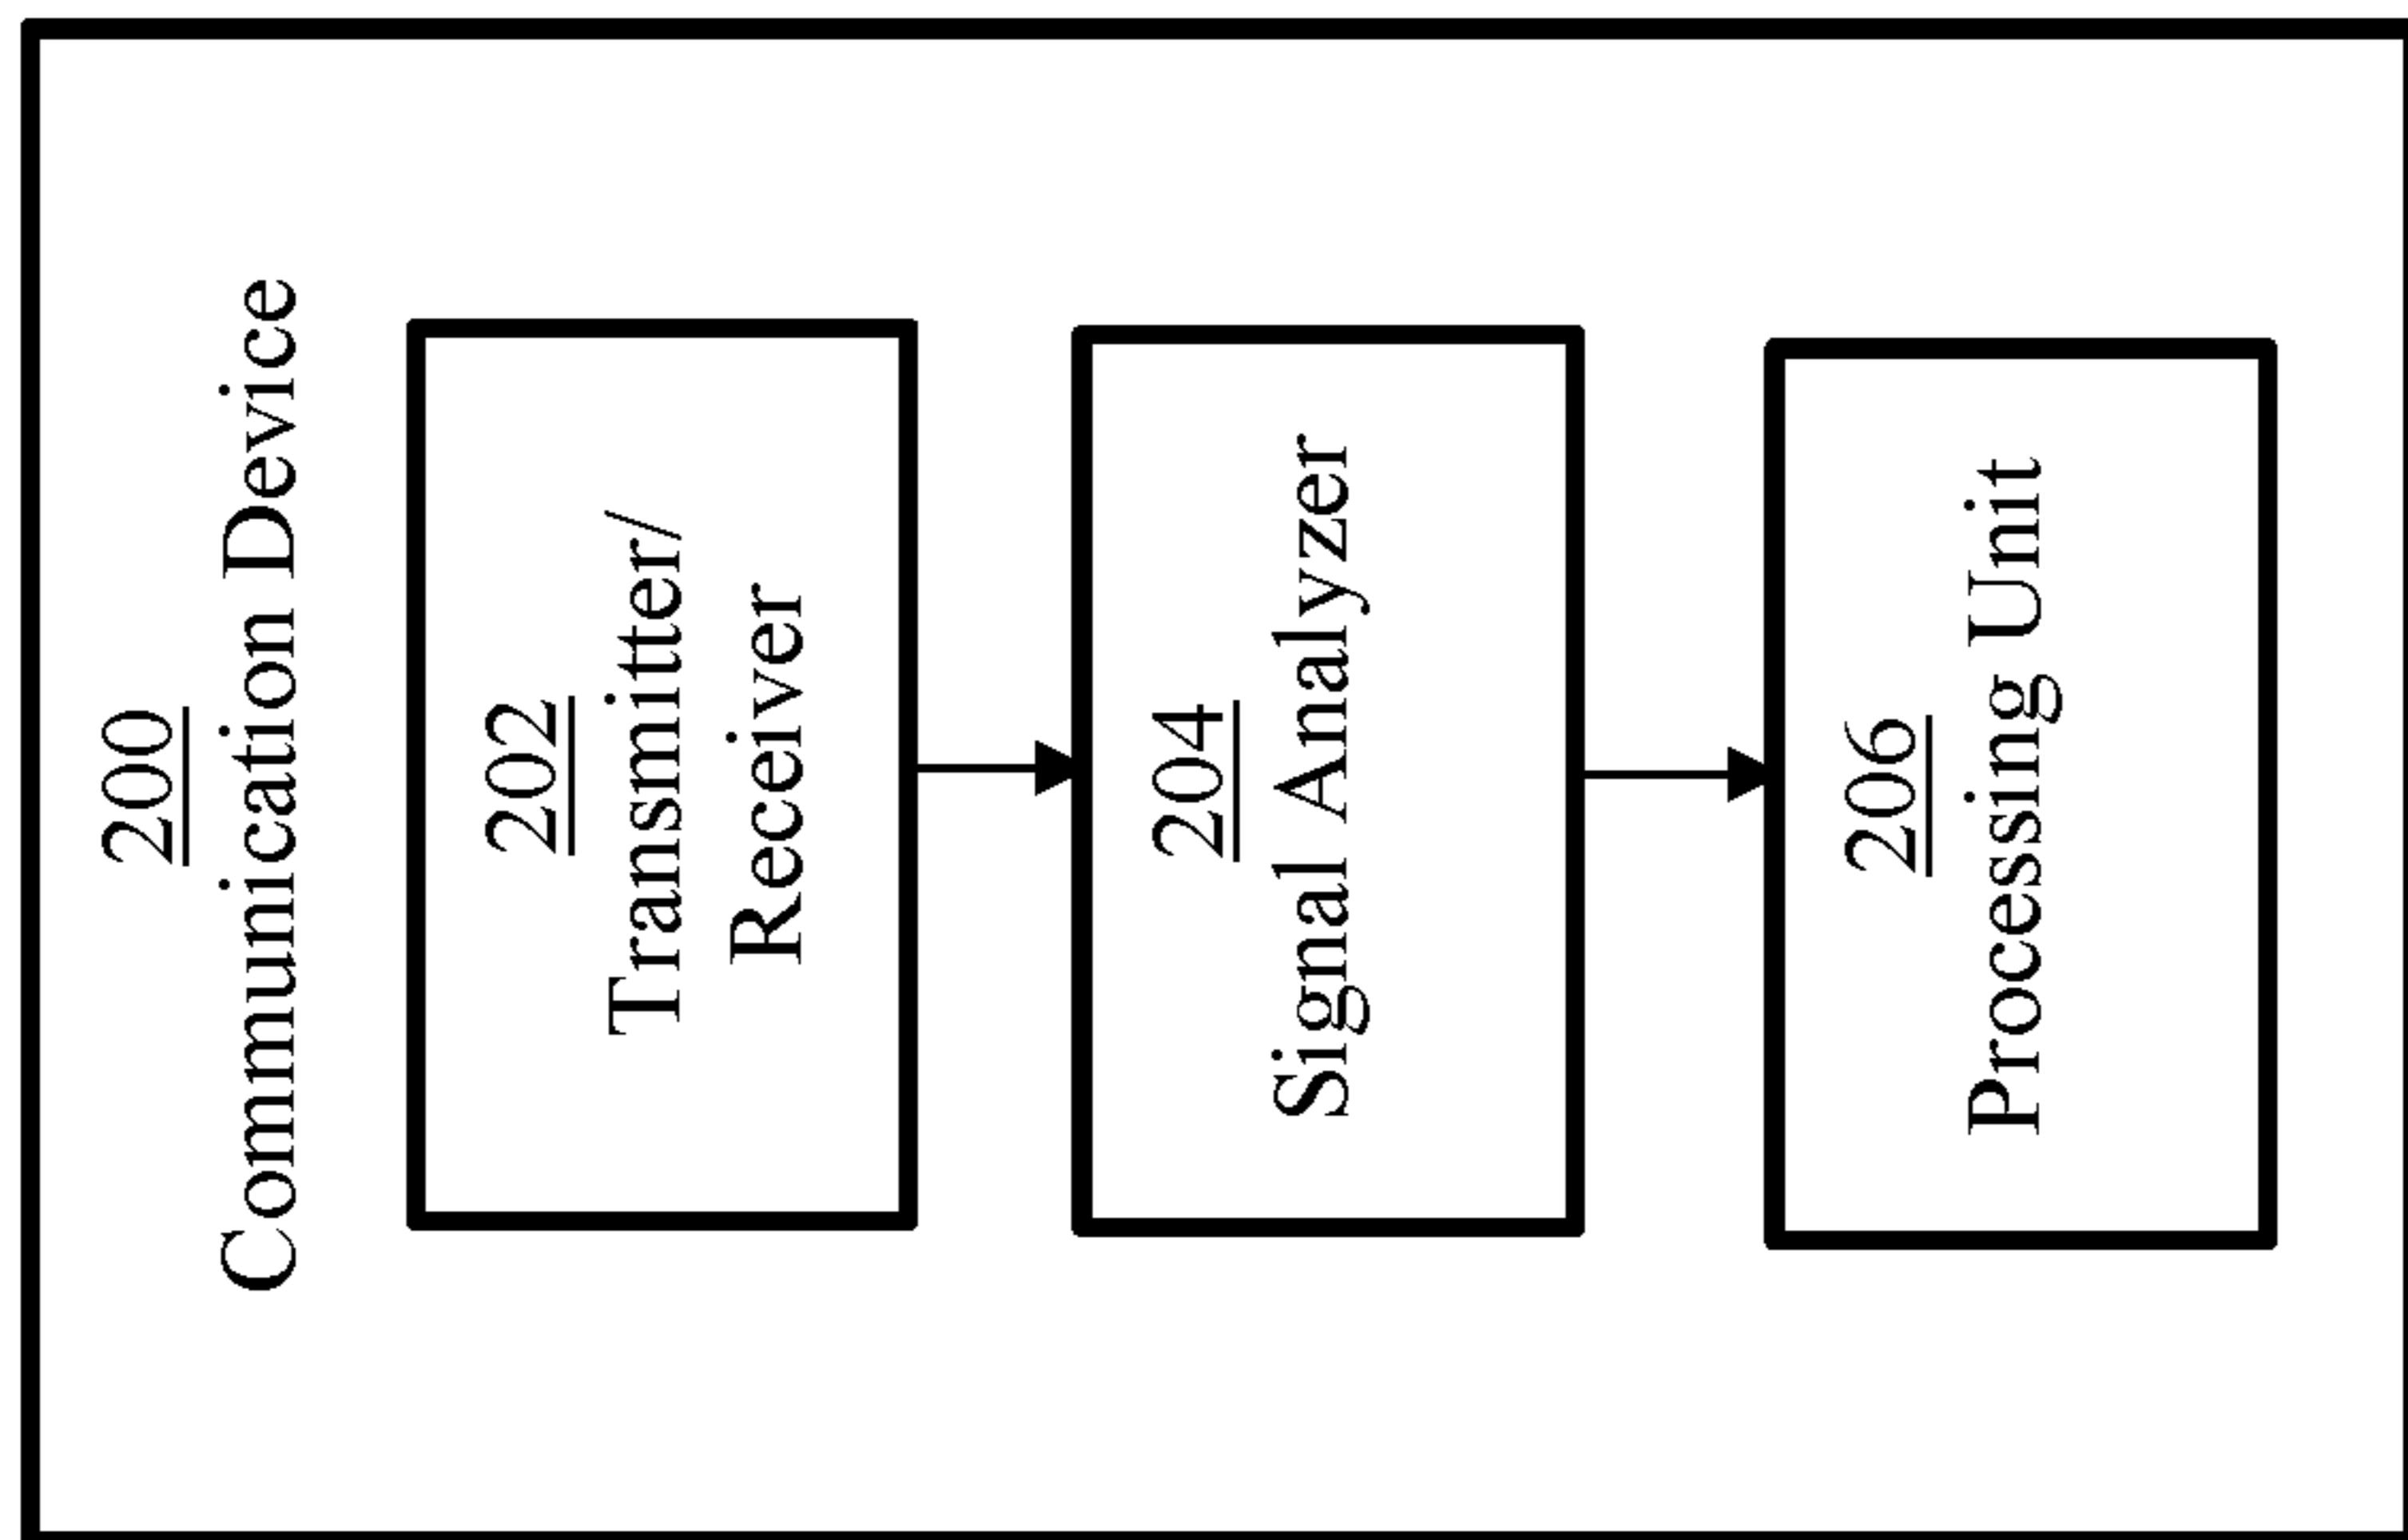 200
Communication Device
202
Transmitter/
Receiver
204
Signal Analyzer
206
Processing Unit